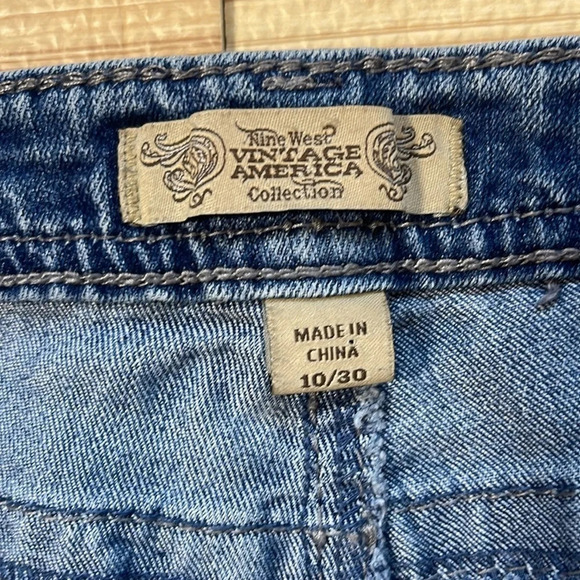 Nine West
VINTAGE
AMERICA
Collection
MADE IN
CHINA
10/30